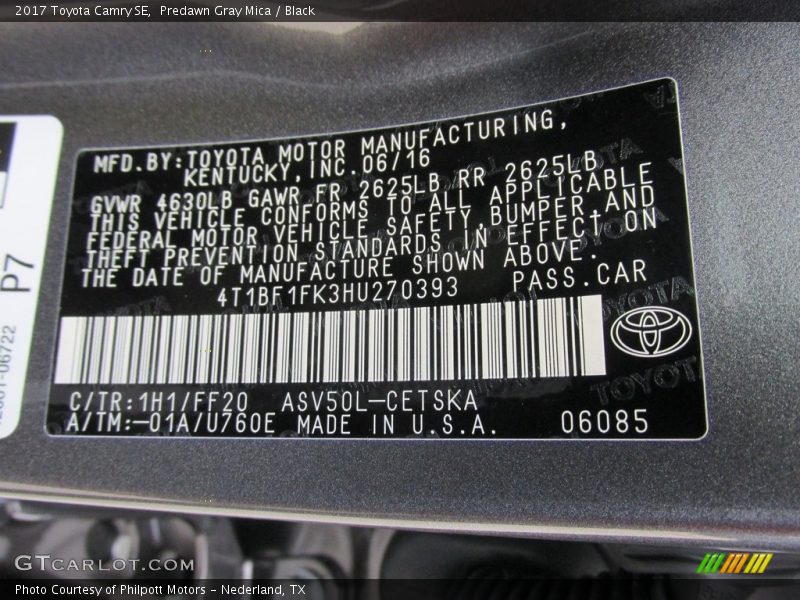 2017 Toyota Camry SE,  Predawn Gray Mica / Black
MFD.BY:TOYOTA MOTOR MANUFACTURING,
KENTUCKY,INC.06/16
GVWR 4630LB GAWR FR 2625LB RR 2625LB
THIS VEHICLE CONFORMS TO ALL APPLICABLE
FEDERAL MOTOR VEHICLE SAFETY,BUMPER,AND
THEFT PREVENTION STANDARDS IN EFFECT ON
THE DATE OF MANUFACTURE SHOWN ABOVE.
4T1BF1FK3HU270393 PASS.CAR
C/TR:1H1/FF20 ASV50L-CETSKA
A/TM:-01A/U760E MADE IN U.S.A. 06085
P7
06722
TOYOTA
TOYOTA
GTCARLOT.COM
Photo Courtesy of Philpott Motors - Nederland, TX